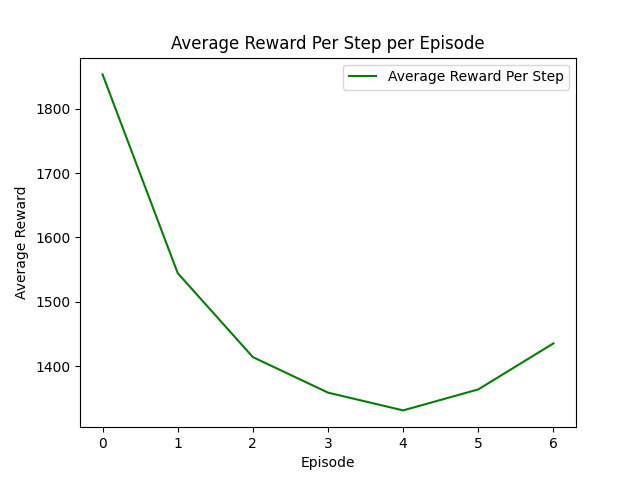 Average Reward Per Step per Episode
Average Reward Per Step
1800
1700
1600
1500
1400
Average Reward
0 1 2 3 4 5 6
Episode